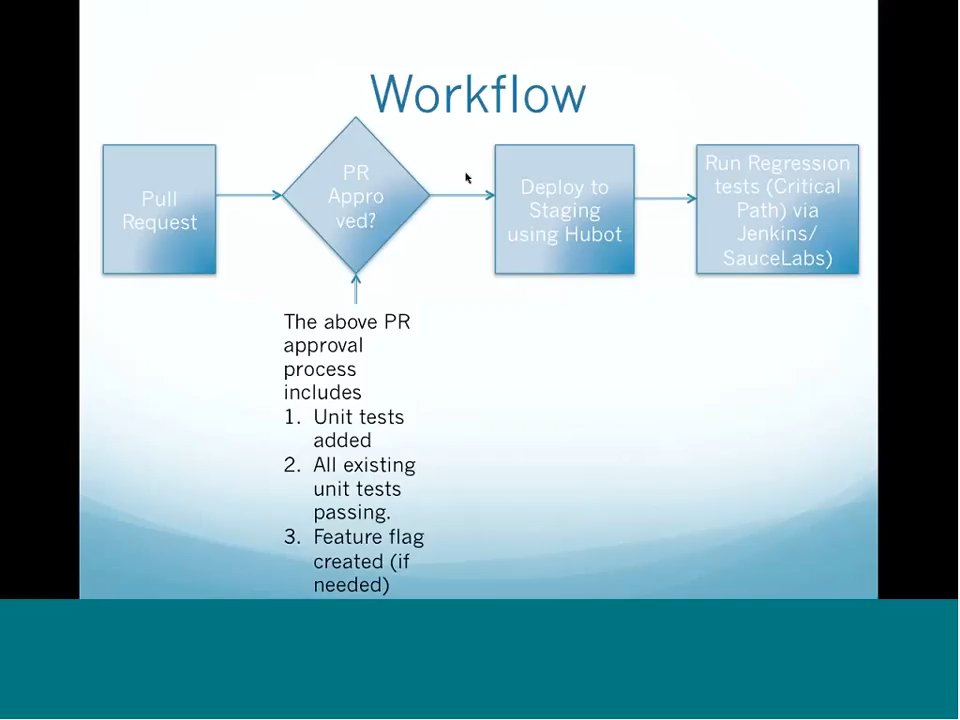 Workflow
Pull
Request
PR
Appro
ved?
Deploy to
Staging
using Hubot
Run Regression
tests (Critical
Path) via
Jenkins/
SauceLabs)
The above PR
approval
process
includes
1. Unit tests
added
2. All existing
unit tests
passing.
3. Feature flag
created (if
needed)